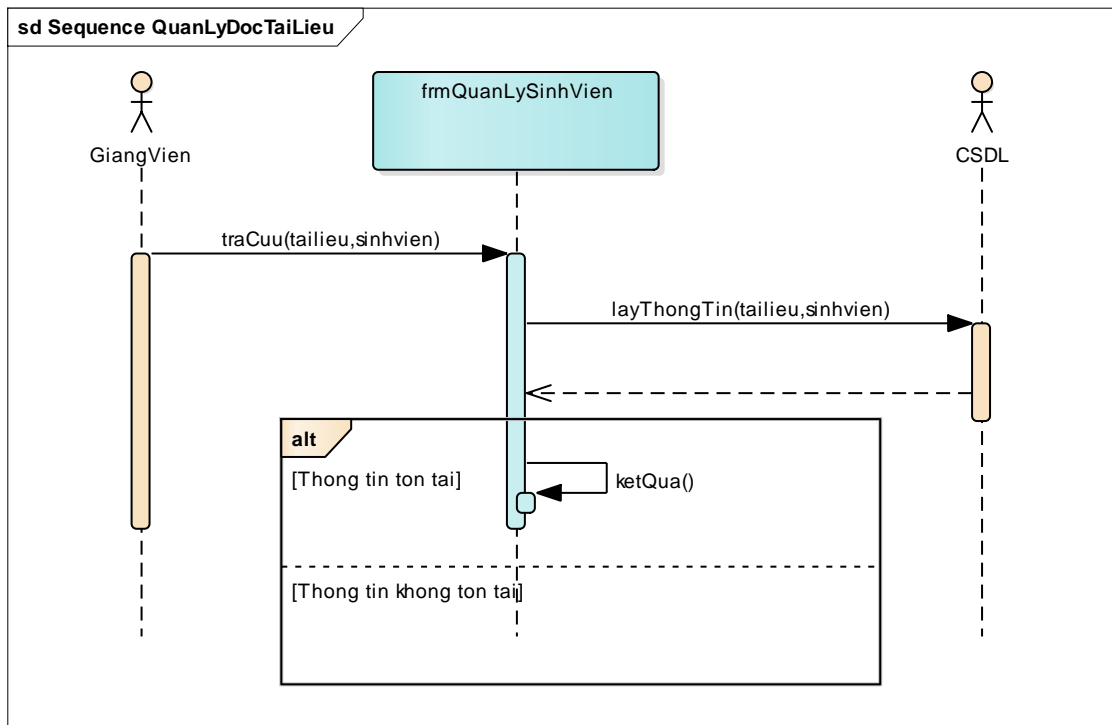 sd Sequence QuanLyDocTaiLieu
GiangVien
frmQuanLySinhVien
CSDL
traCuu(tailieu,sinhvien)
layThongTin(tailieu,sinhvien)
alt
[Thong tin ton tai]
ketQua()
[Thong tin khong ton tai]